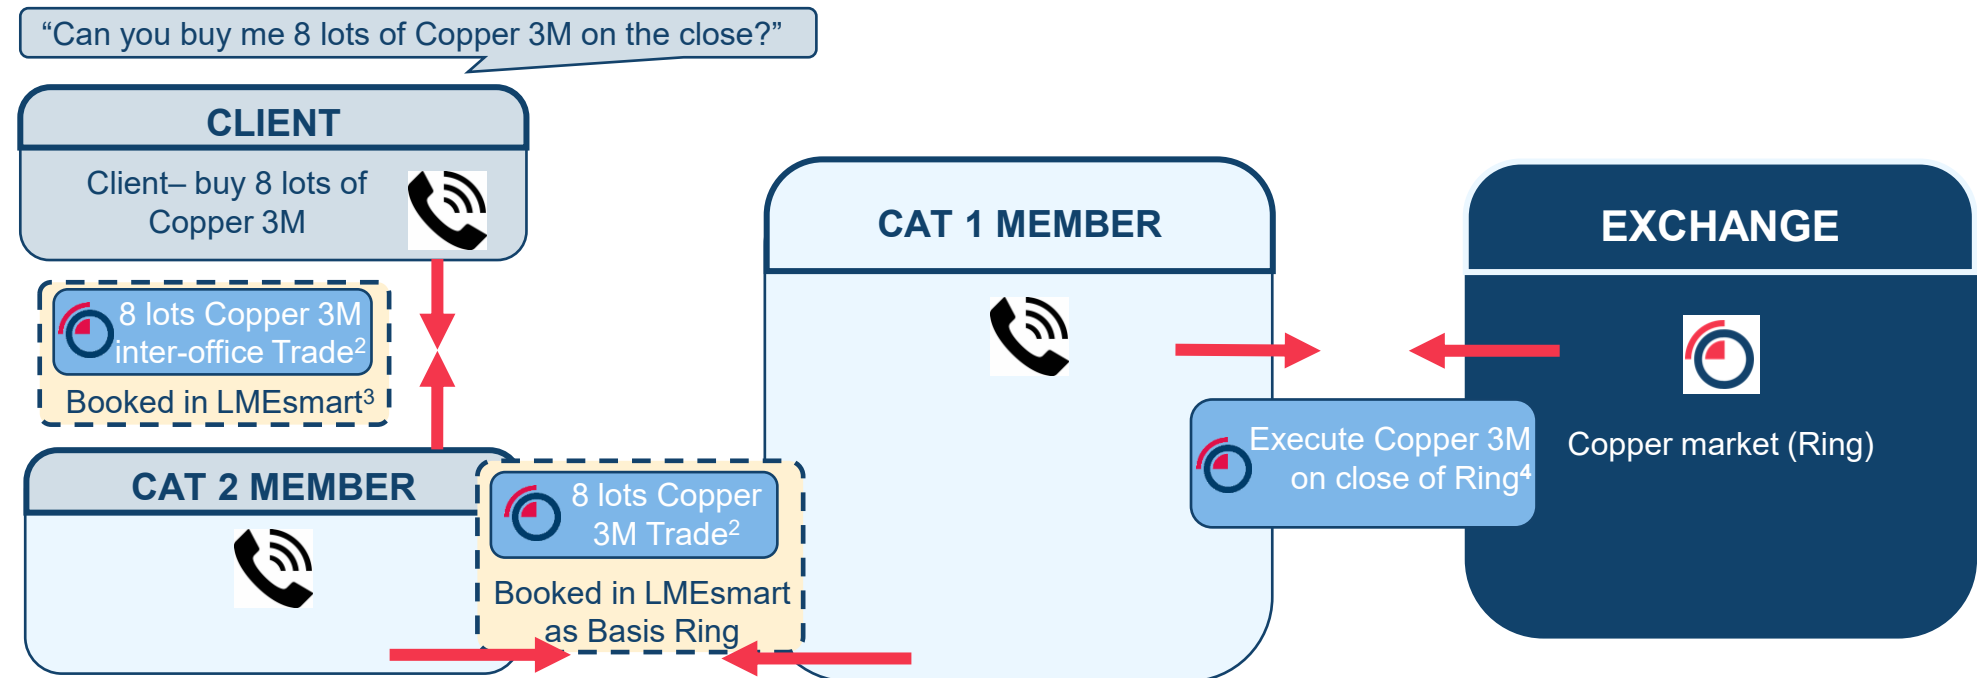 “Can you buy me 8 lots of Copper 3M on the close?”
CLIENT
Client– buy 8 lots of
Copper 3M
8 lots Copper 3M
inter-office Trade²
Booked in LMEsmart³
CAT 2 MEMBER
8 lots Copper
3M Trade²
Booked in LMEsmart
as Basis Ring
CAT 1 MEMBER
Execute Copper 3M
on close of Ring⁴
EXCHANGE
Copper market (Ring)